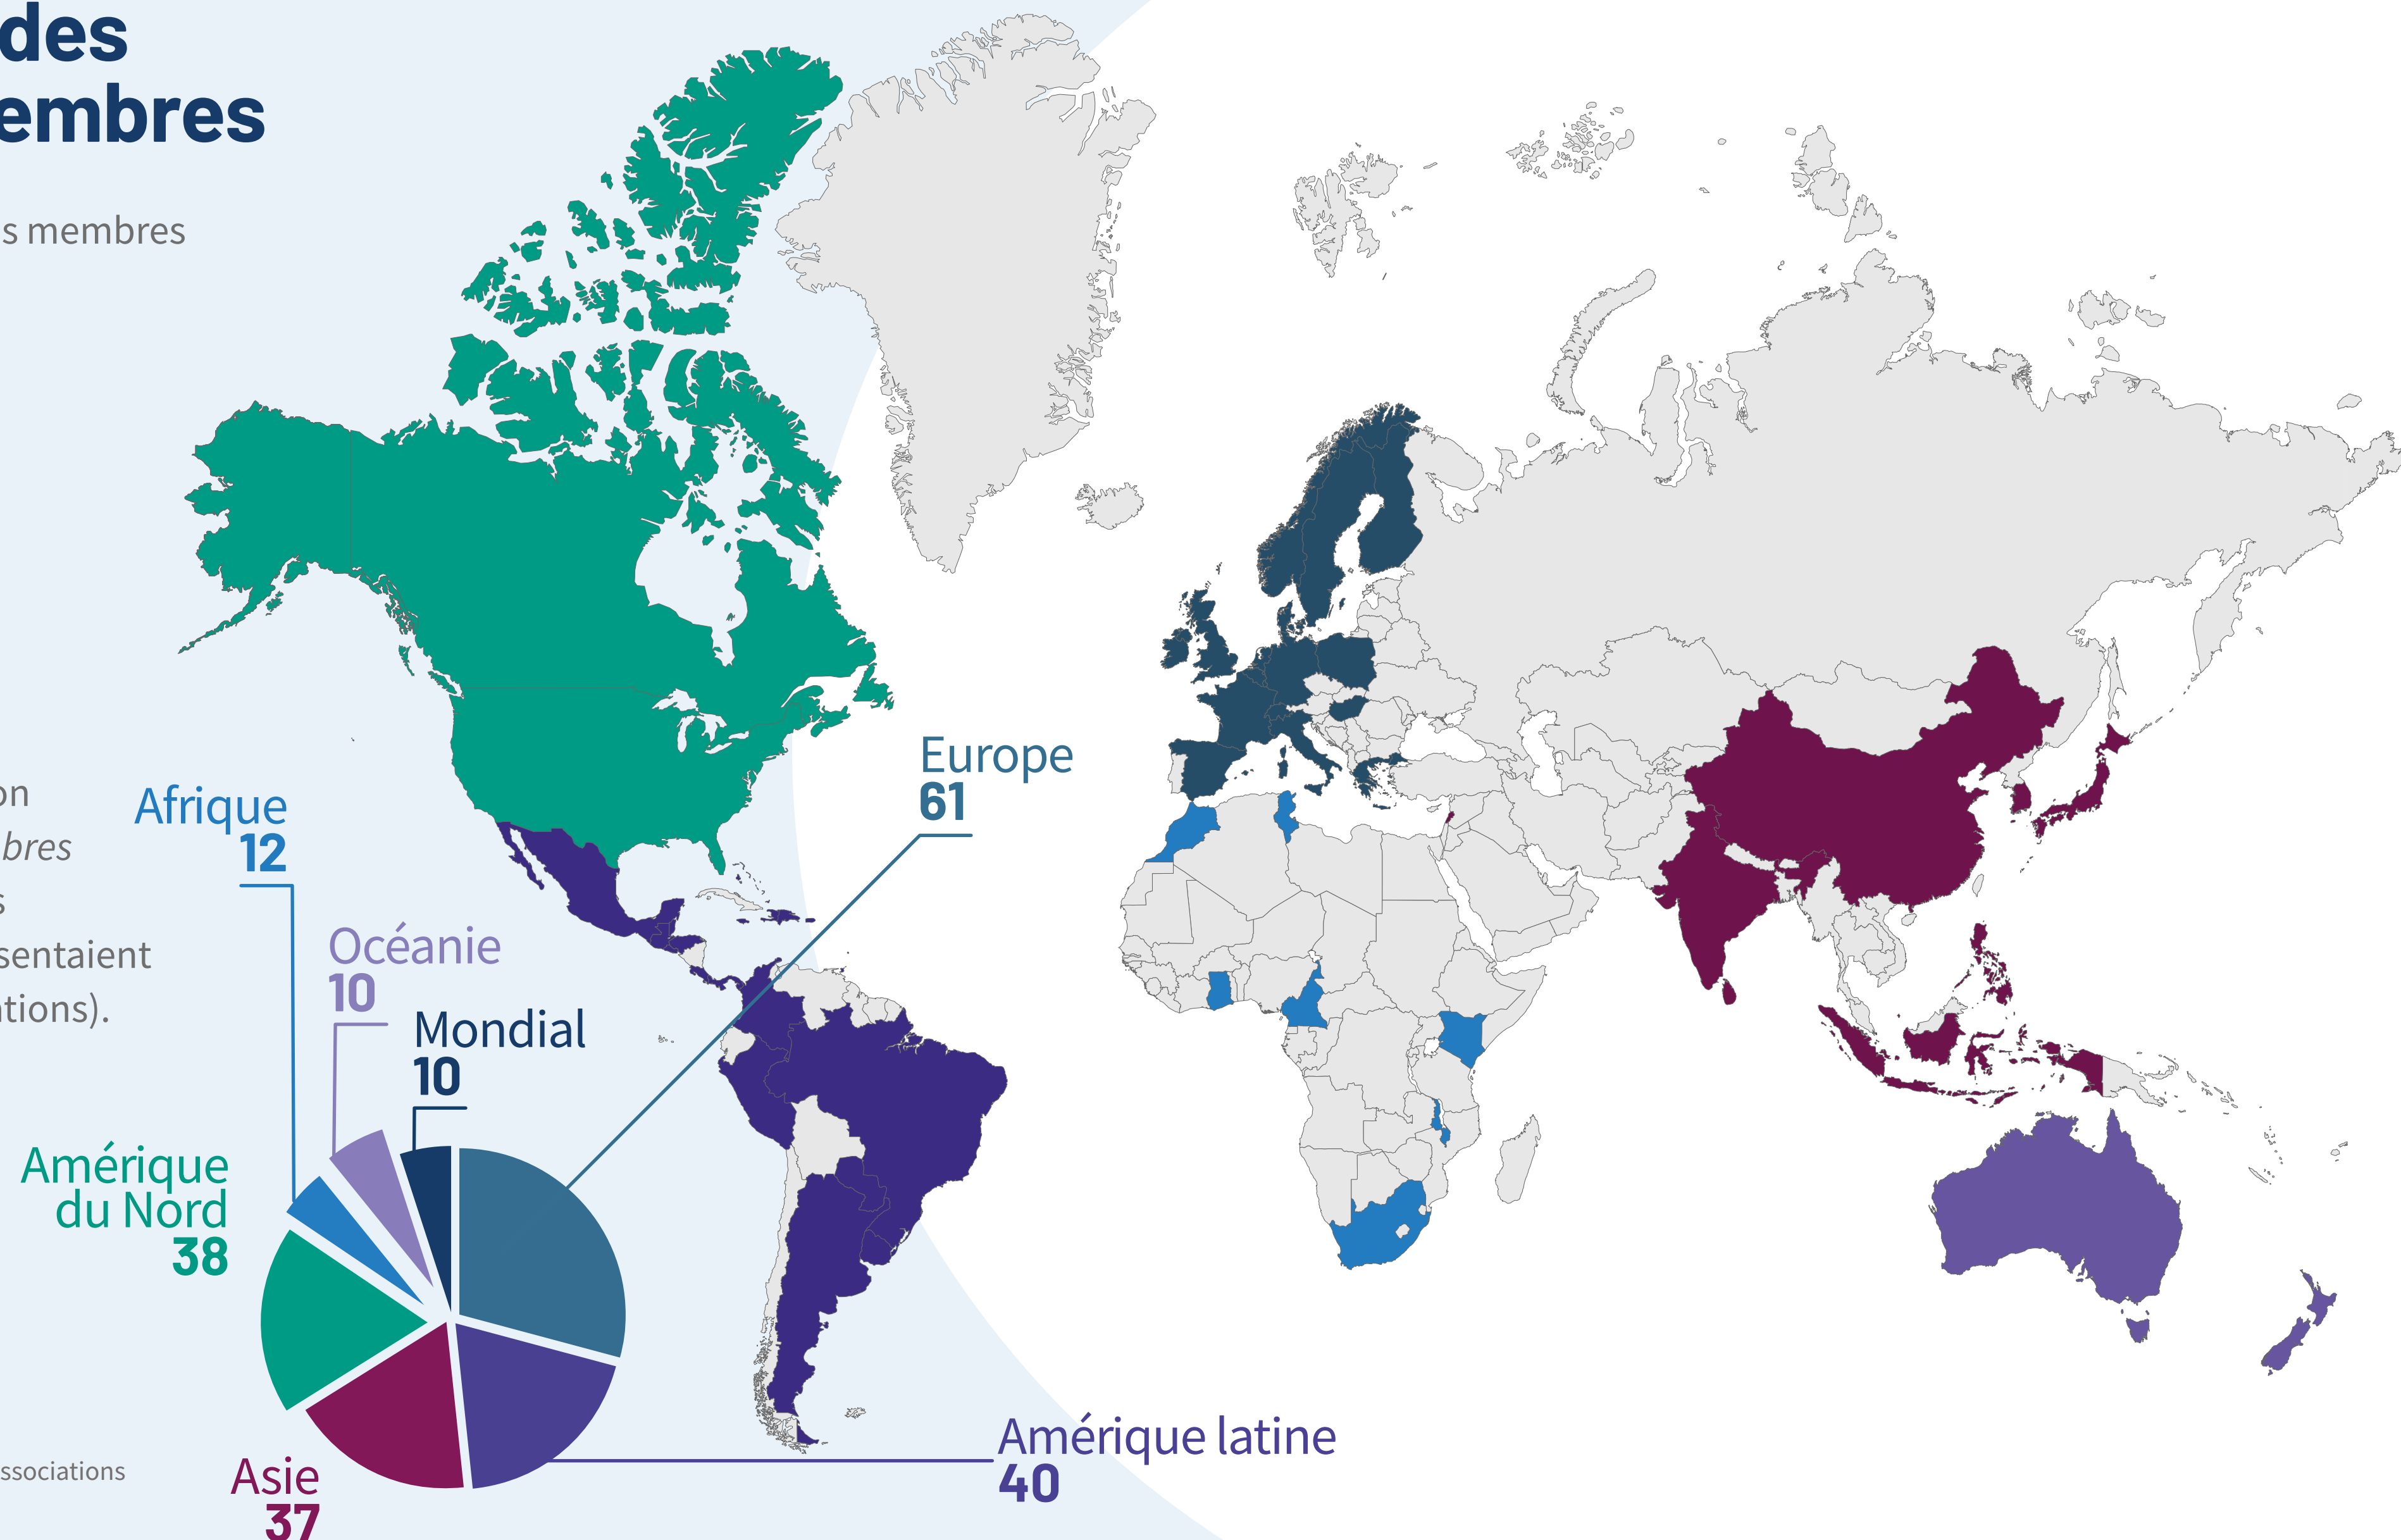 des
embres
s membres
on
bres
s
sentaient
ations).
Europe
61
Afrique
12
Océanie
10
Mondial
10
Amérique
du Nord
38
Amérique latine
40
Asie
37
ssociations